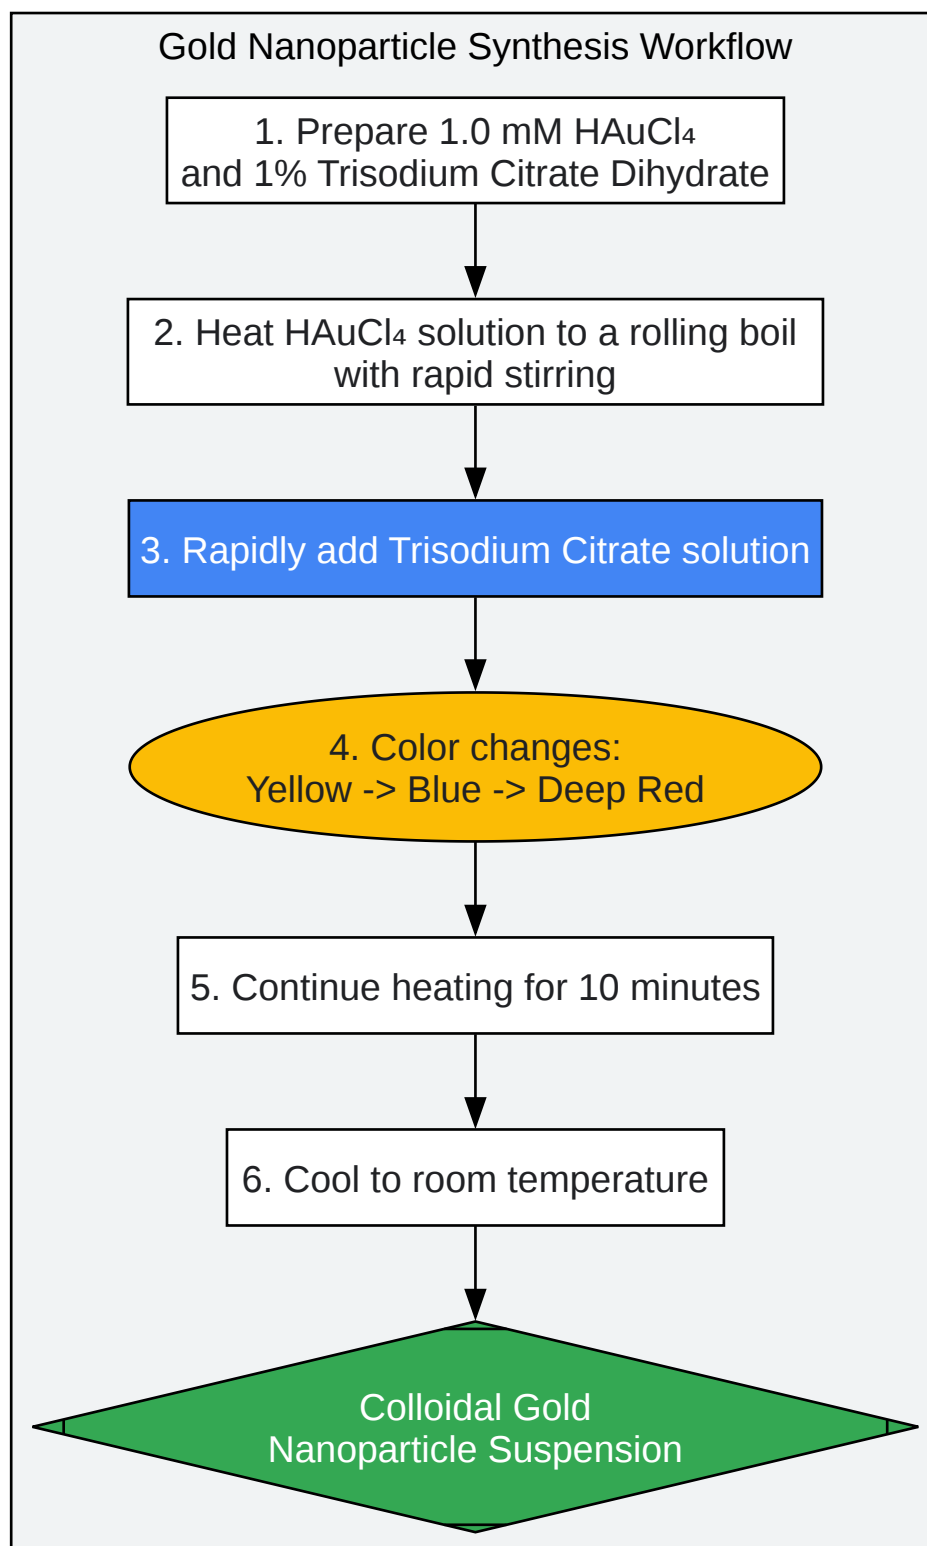 Gold Nanoparticle Synthesis Workflow
1. Prepare 1.0 mM HAuCl₄
and 1% Trisodium Citrate Dihydrate
2. Heat HAuCl₄ solution to a rolling boil
with rapid stirring
3. Rapidly add Trisodium Citrate solution
4. Color changes:
Yellow -> Blue -> Deep Red
5. Continue heating for 10 minutes
6. Cool to room temperature
Colloidal Gold
Nanoparticle Suspension